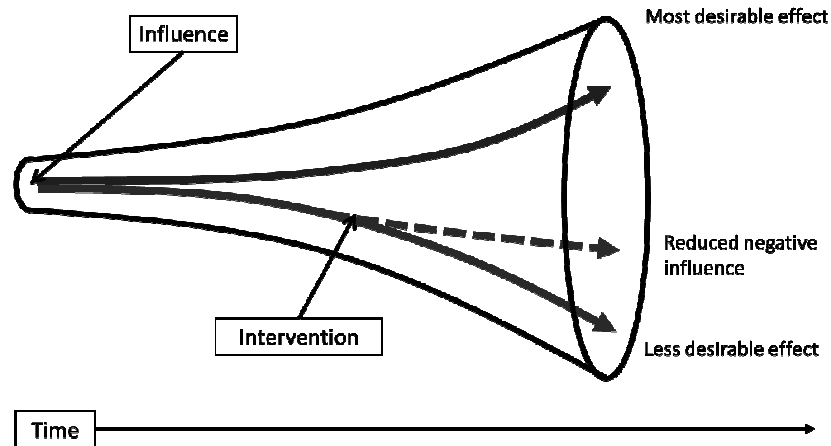 Most desirable effect
Influence
Reduced negative
influence
Intervention
Less desirable effect
Time